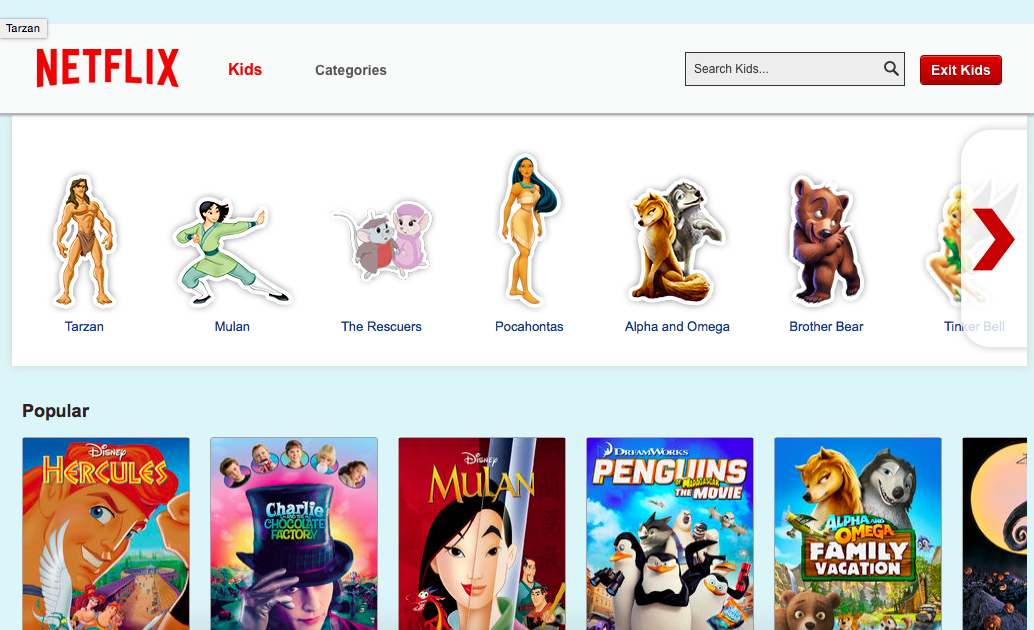 Tarzan
NETFLIX
Kids
Categories
Search Kids...
Exit Kids
Tarzan
Mulan
The Rescuers
Pocahontas
Alpha and Omega
Brother Bear
Tinker Bell
Popular
DISNEY
HERCULES
Charlie
AND THE
CHOCOLATE
FACTORY
DISNEY
MULAN
DREAMWORKS
PENGUINS
OF MADAGASCAR
THE MOVIE
ALPHA AND
OMEGA
FAMILY
VACATION